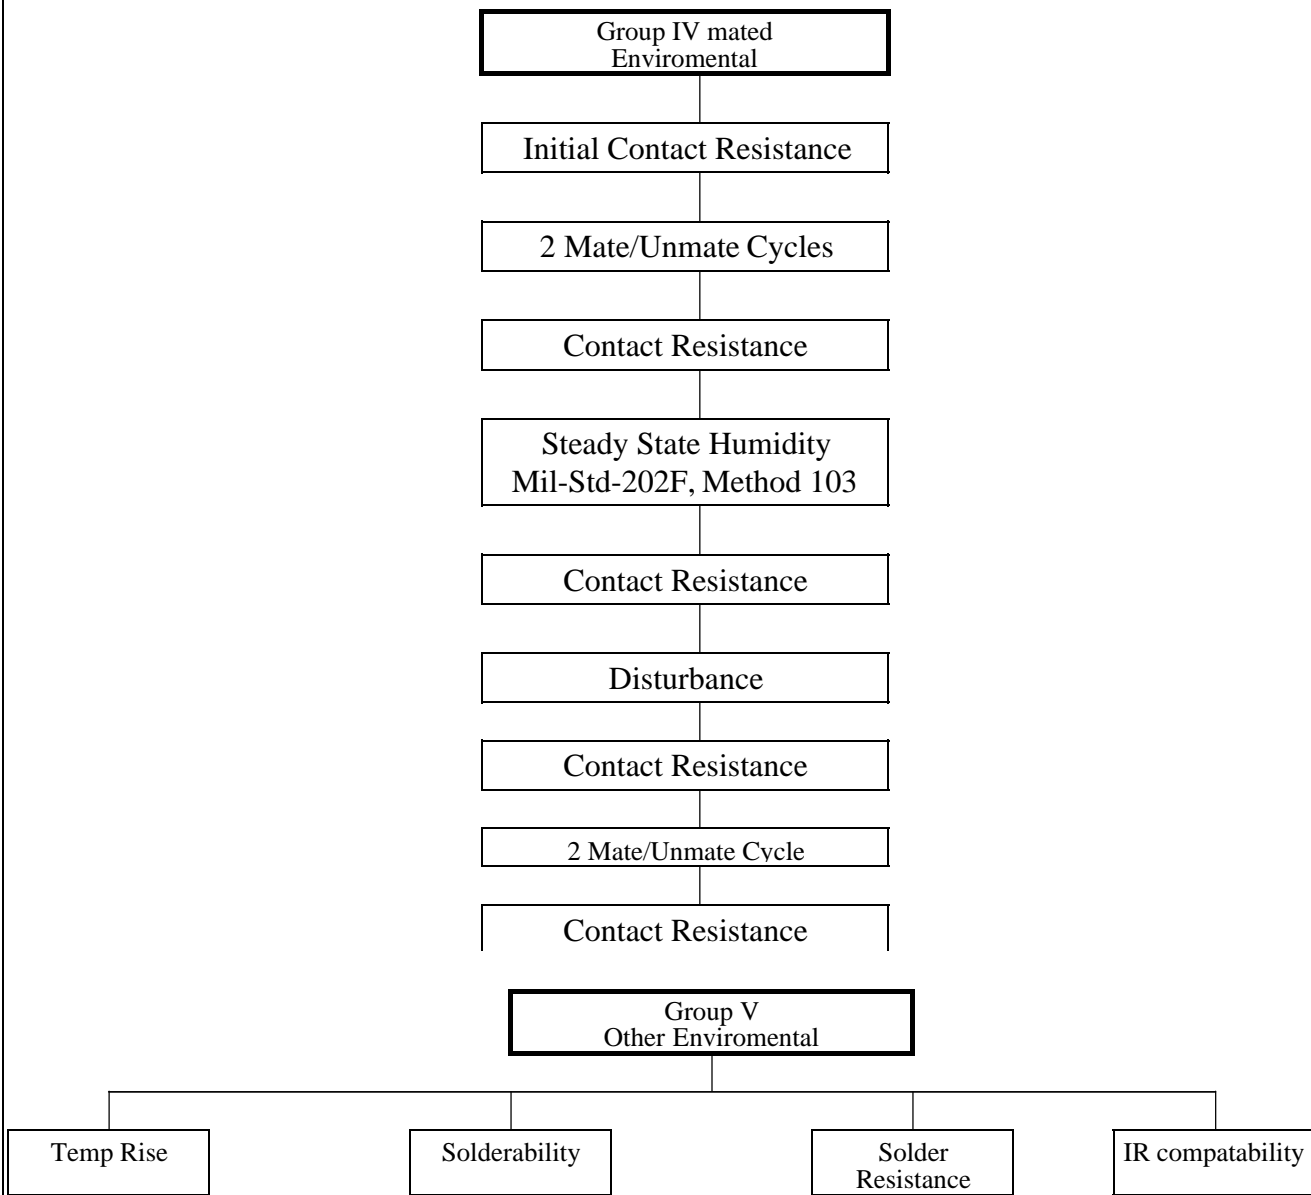 Group IV mated
Enviromental
Initial Contact Resistance
2 Mate/Unmate Cycles
Contact Resistance
Steady State Humidity
Mil-Std-202F, Method 103
Contact Resistance
Disturbance
Contact Resistance
2 Mate/Unmate Cycle
Contact Resistance
Group V
Other Enviromental
Temp Rise
Solderability
Solder
Resistance
IR compatability